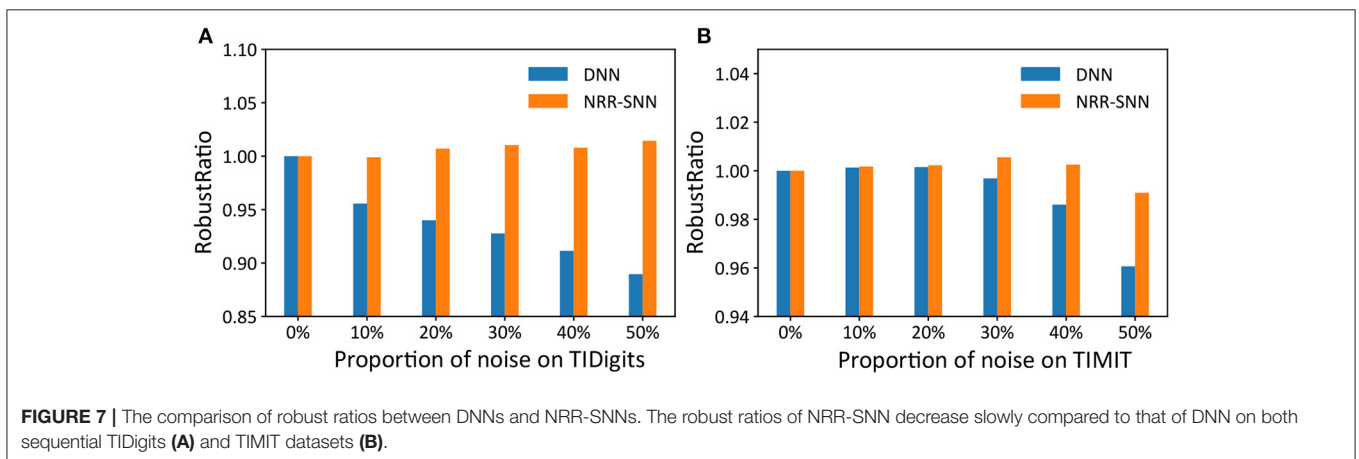 A
1.10
1.05
1.00
0.95
0.90
0.85
RobustRatio
DNN
NRR-SNN
0% 10% 20% 30% 40% 50%
Proportion of noise on TIDigits
B
1.04
1.02
1.00
0.98
0.96
0.94
RobustRatio
DNN
NRR-SNN
0% 10% 20% 30% 40% 50%
Proportion of noise on TIMIT
FIGURE 7 | The comparison of robust ratios between DNNs and NRR-SNNs. The robust ratios of NRR-SNN decrease slowly compared to that of DNN on both
sequential TIDigits (A) and TIMIT datasets (B).